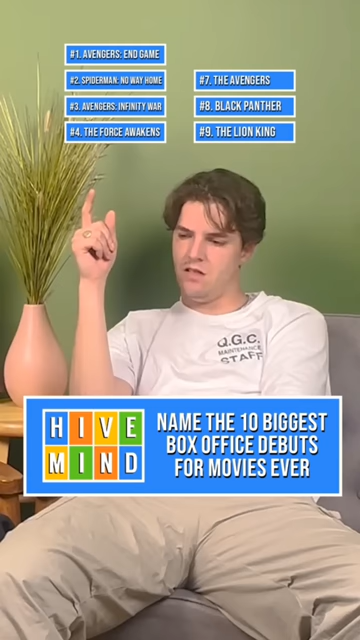 #1. AVENGERS: END GAME
#2. SPIDERMAN: NO WAY HOME
#3. AVENGERS: INFINITY WAR
#4. THE FORCE AWAKENS
#7. THE AVENGERS
#8. BLACK PANTHER
#9. THE LION KING
Q.G.C.
MAINTENANCE
STAFF
HIVE
MIND
NAME THE 10 BIGGEST
BOX OFFICE DEBUTS
FOR MOVIES EVER